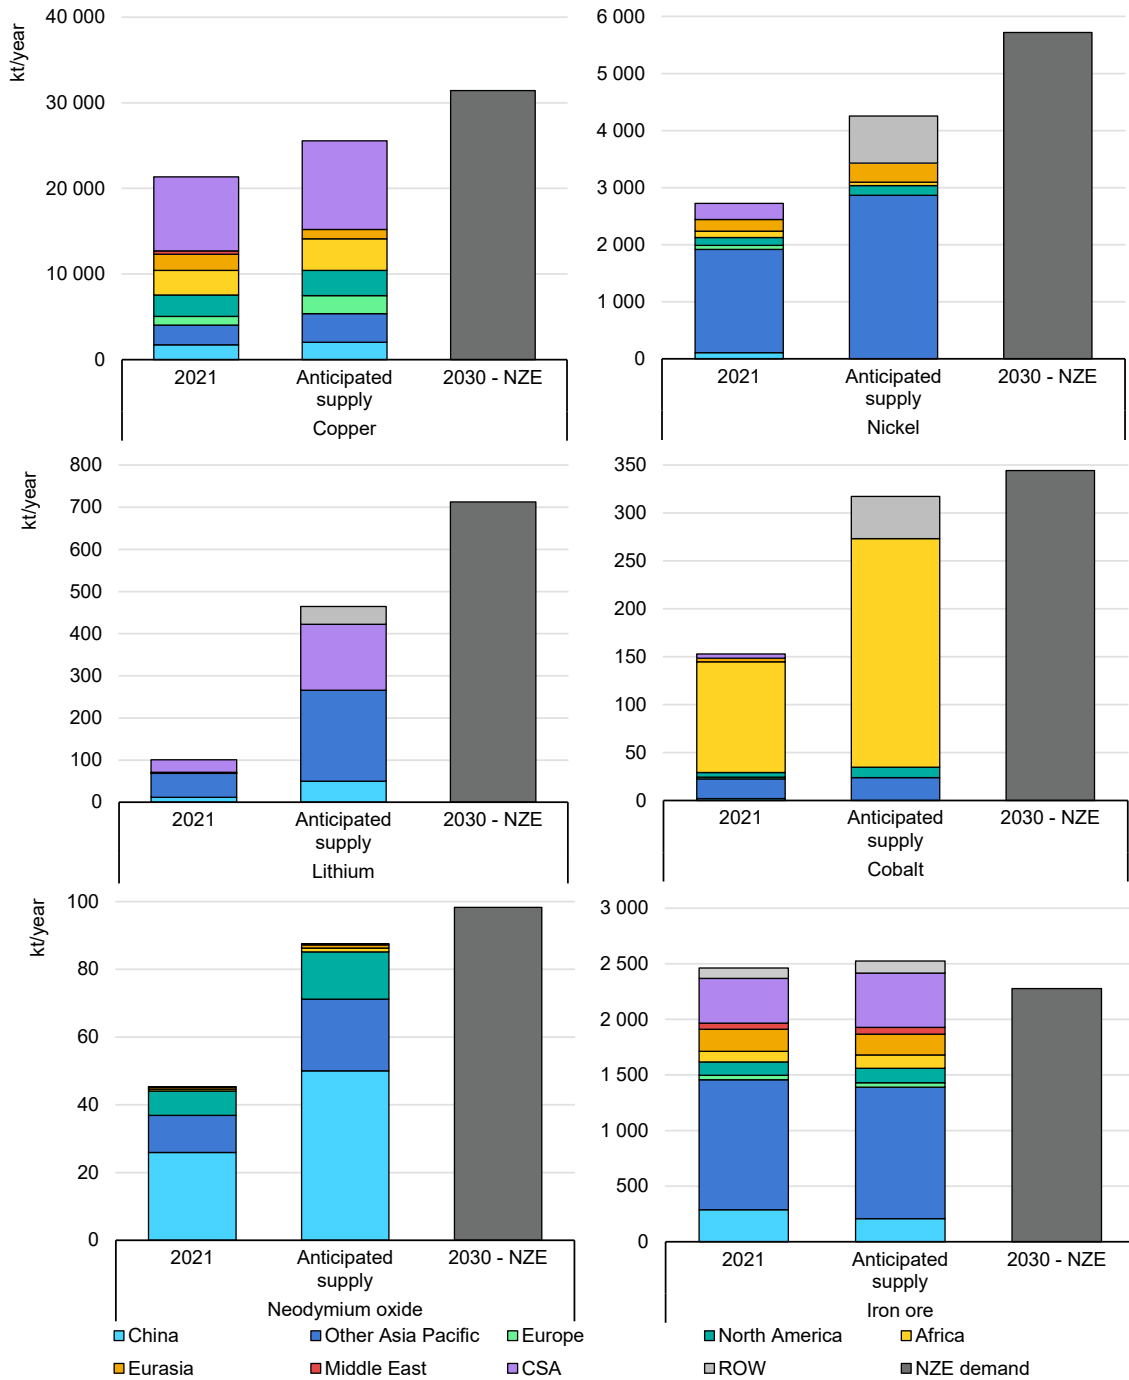 kt/year
40 000
30 000
20 000
10 000
0
2021
Anticipated
supply
2030 - NZE
Copper
6 000
5 000
4 000
3 000
2 000
1 000
0
2021
Anticipated
supply
2030 - NZE
Nickel
kt/year
800
700
600
500
400
300
200
100
0
2021
Anticipated
supply
2030 - NZE
Lithium
350
300
250
200
150
100
50
0
2021
Anticipated
supply
2030 - NZE
Cobalt
kt/year
100
80
60
40
20
0
2021
Anticipated
supply
2030 - NZE
Neodymium oxide
3 000
2 500
2 000
1 500
1 000
500
0
2021
Anticipated
supply
2030 - NZE
Iron ore
China
Other Asia Pacific
Europe
North America
Africa
Eurasia
Middle East
CSA
ROW
NZE demand